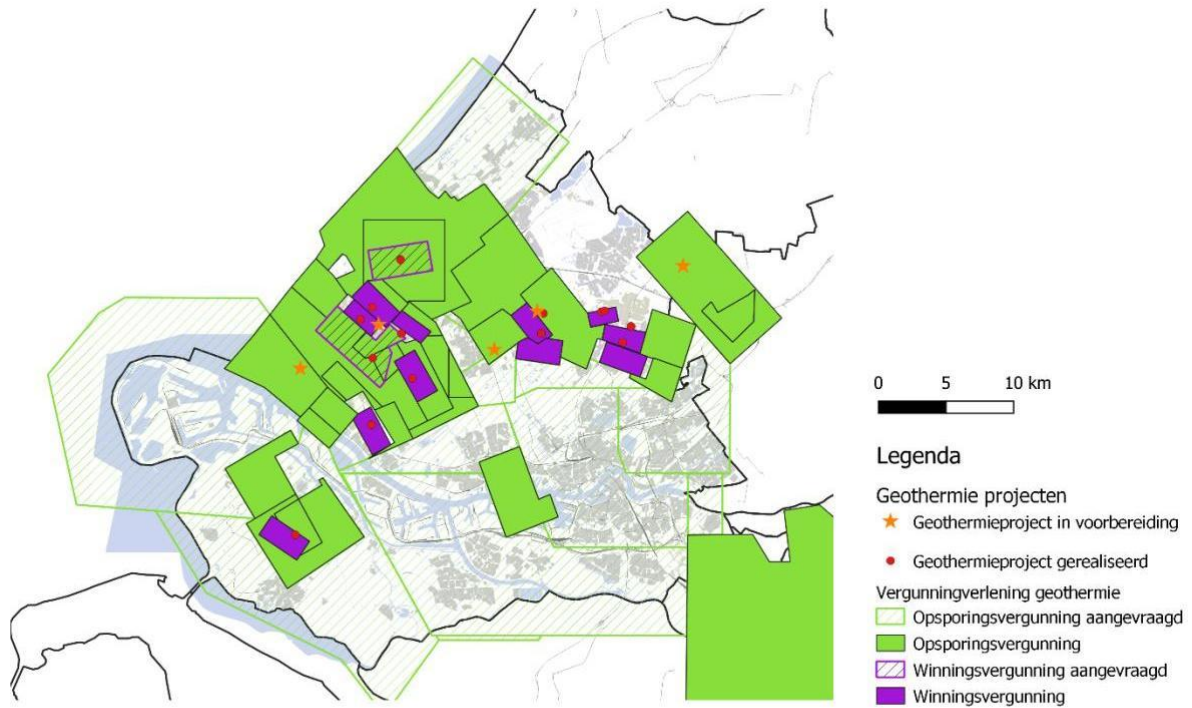 0 5 10 km
Legenda
Geothermie projecten
Geothermieproject in voorbereiding
Geothermieproject gerealiseerd
Vergunningverlening geothermie
Opsporingsvergunning aangevraagd
Opsporingsvergunning
Winningsvergunning aangevraagd
Winningsvergunning